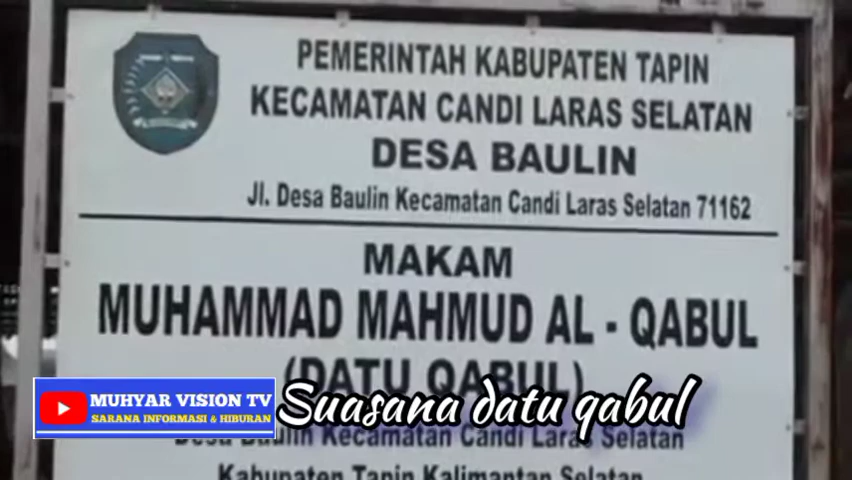 PEMERINTAH KABUPATEN TAPIN
KECAMATAN CANDI LARAS SELATAN
DESA BAULIN
Jl. Desa Baulin Kecamatan Candi Laras Selatan 71162
MAKAM
MUHAMMAD MAHMUD AL - QABUL
(DATU QABUL)
MUHYAR VISION TV
SARANA INFORMASI & HIBURAN
Suasana datu qabul
Desa Baulin Kecamatan Candi Laras Selatan
Kabupaten Tapin Kalimantan Selatan